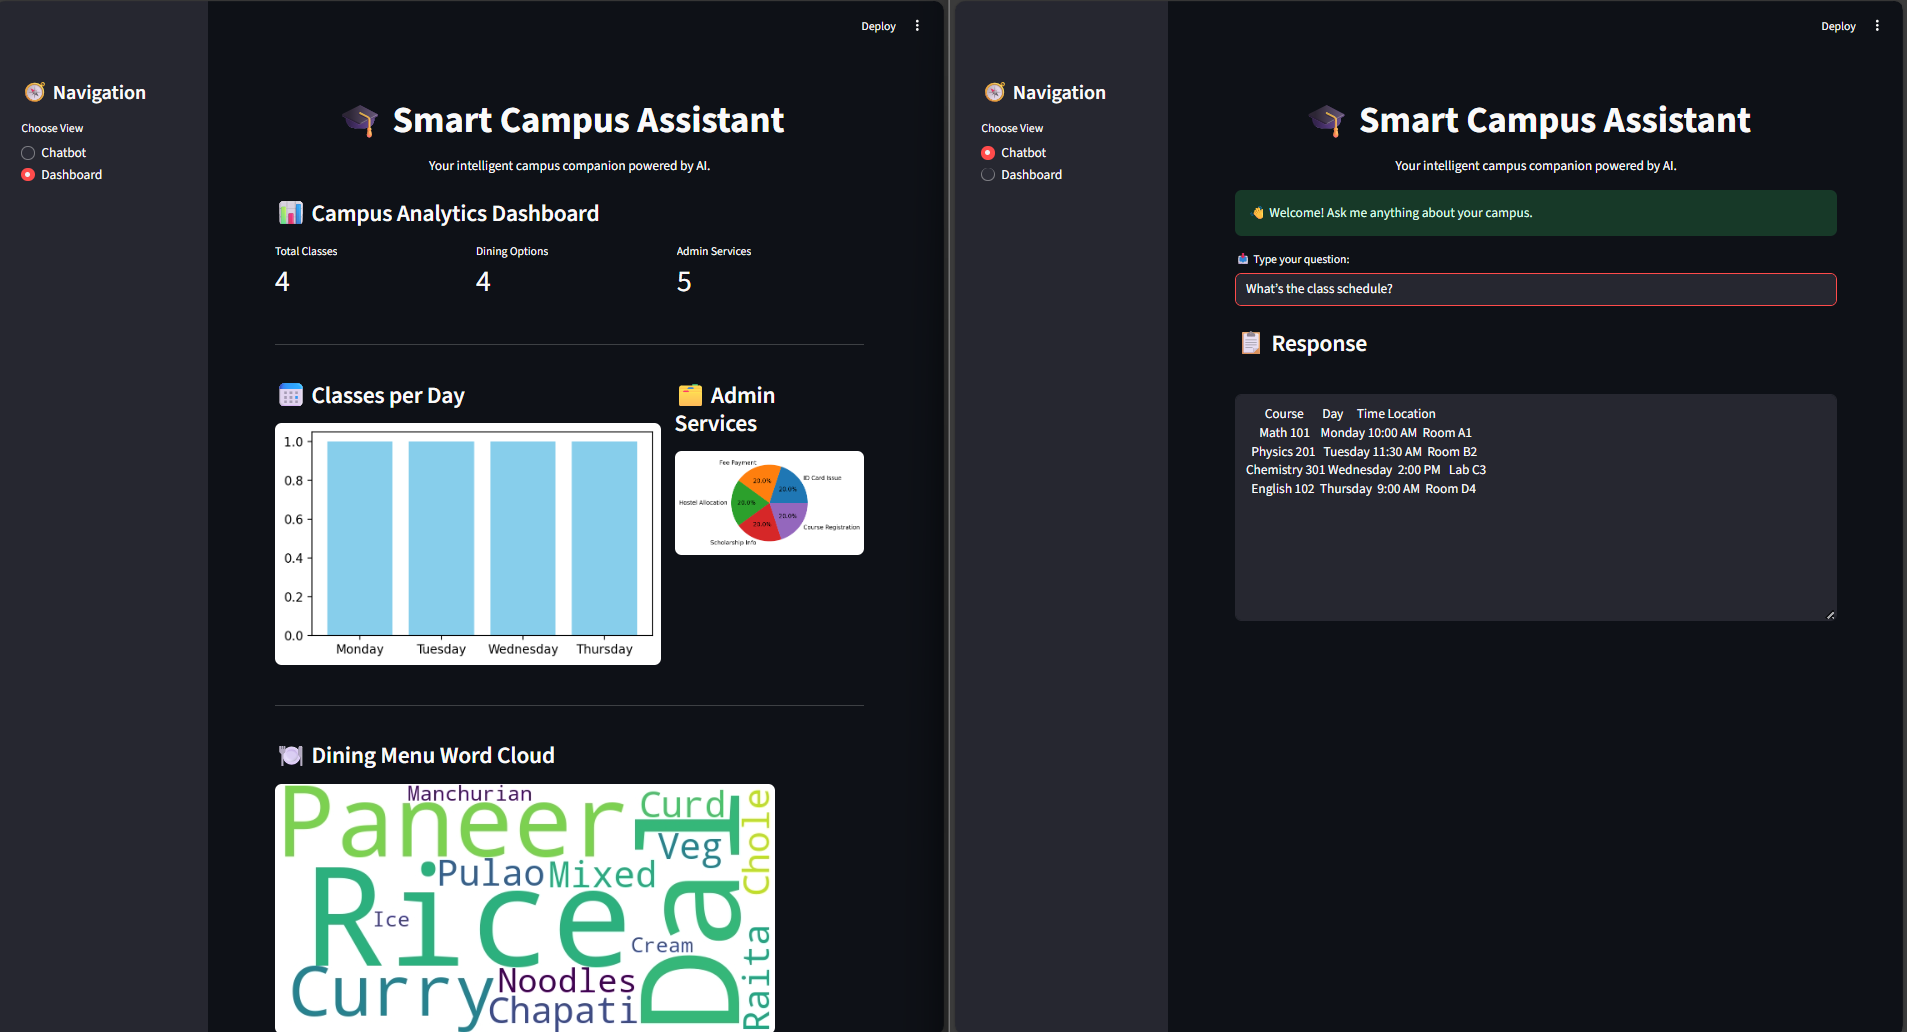 Deploy
Navigation
Choose View
Chatbot
Dashboard
Smart Campus Assistant
Your intelligent campus companion powered by AI.
Campus Analytics Dashboard
Total Classes
4
Dining Options
4
Admin Services
5
Classes per Day
1.0
0.8
0.6
0.4
0.2
0.0
Monday Tuesday Wednesday Thursday
Admin
Services
Fee Payment
ID Card Issue
Hostel Allocation
Course Registration
Scholarship Info
20.0%
20.0%
20.0%
20.0%
20.0%
Dining Menu Word Cloud
Manchurian
Paneer
Curd
Chole
Veg
Pulao
Mixed
Rice
Ice
Dal
Cream
Raita
Curry
Noodles
Chapati
Deploy
Navigation
Choose View
Chatbot
Dashboard
Smart Campus Assistant
Your intelligent campus companion powered by AI.
Welcome! Ask me anything about your campus.
Type your question:
What's the class schedule?
Response
Course Day Time Location
Math 101 Monday 10:00 AM Room A1
Physics 201 Tuesday 11:30 AM Room B2
Chemistry 301 Wednesday 2:00 PM Lab C3
English 102 Thursday 9:00 AM Room D4